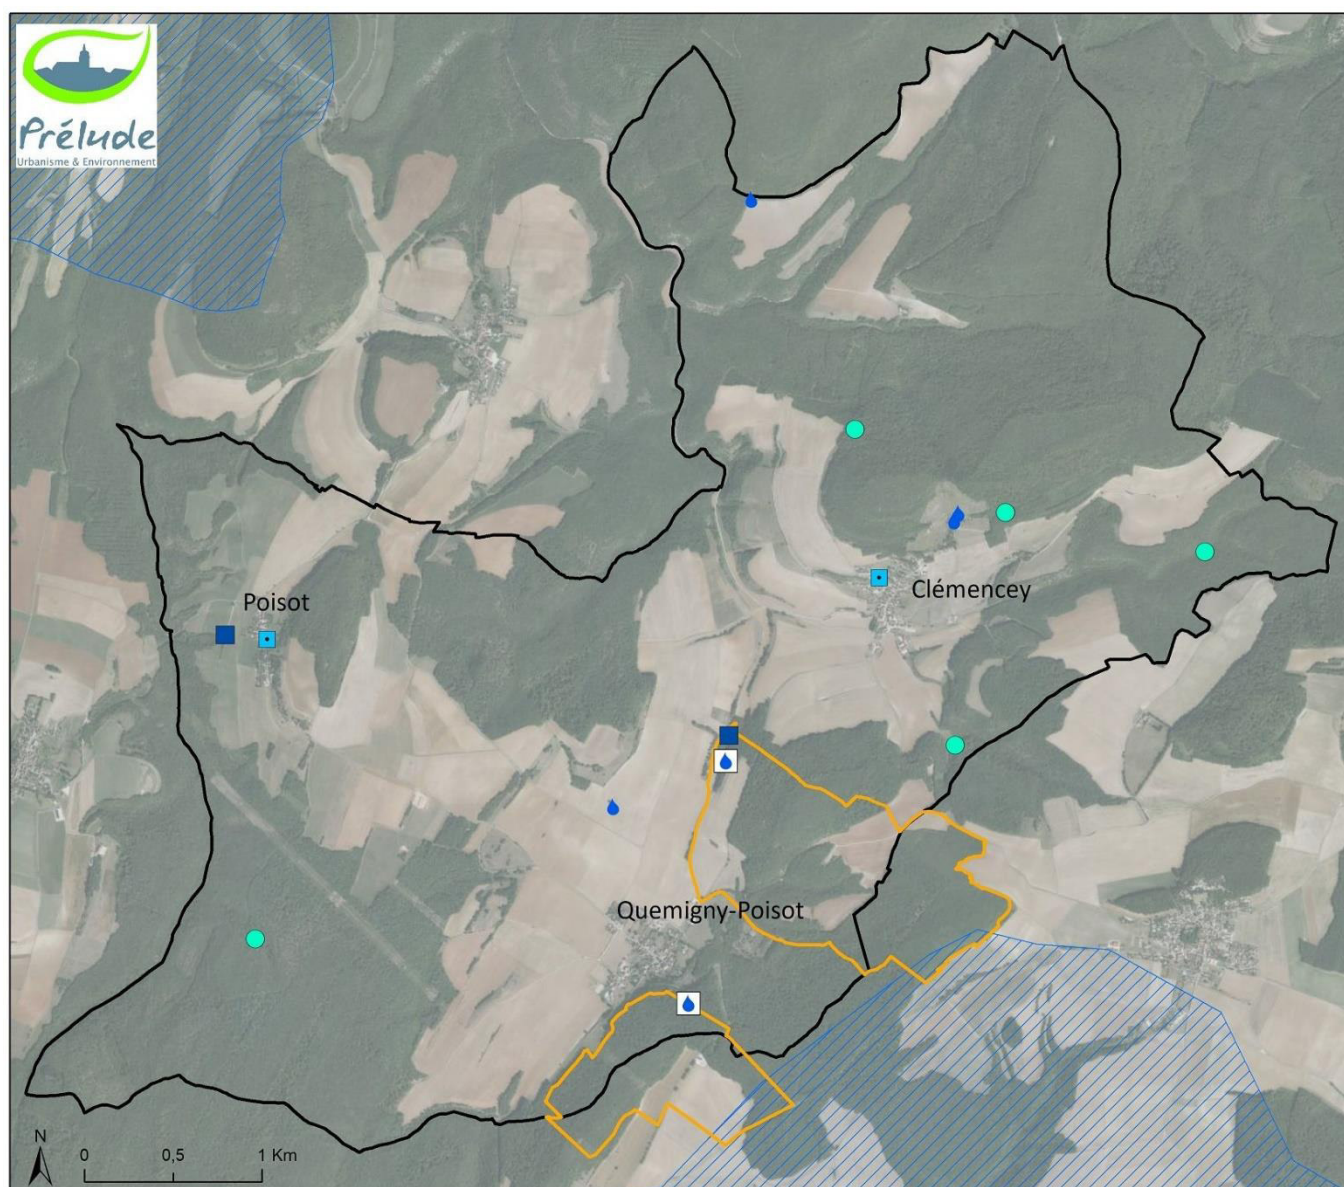 Prélude
Urbanisme & Environnement
Poisot
Clémencey
Quemigny-Poisot
N
0 0,5 1 Km